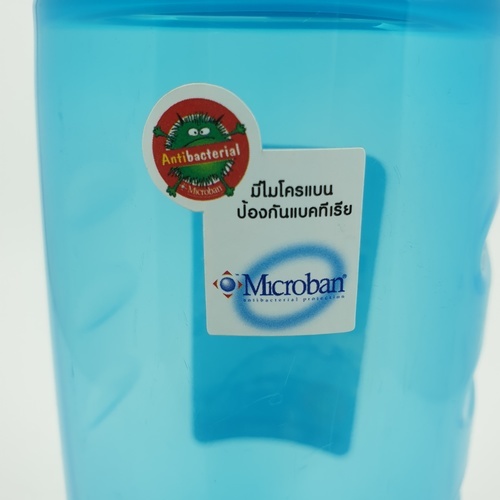 Antibacterial
Microban
มีไมโครแบน
ป้องกันแบคทีเรีย
Microban®
antibacterial protection